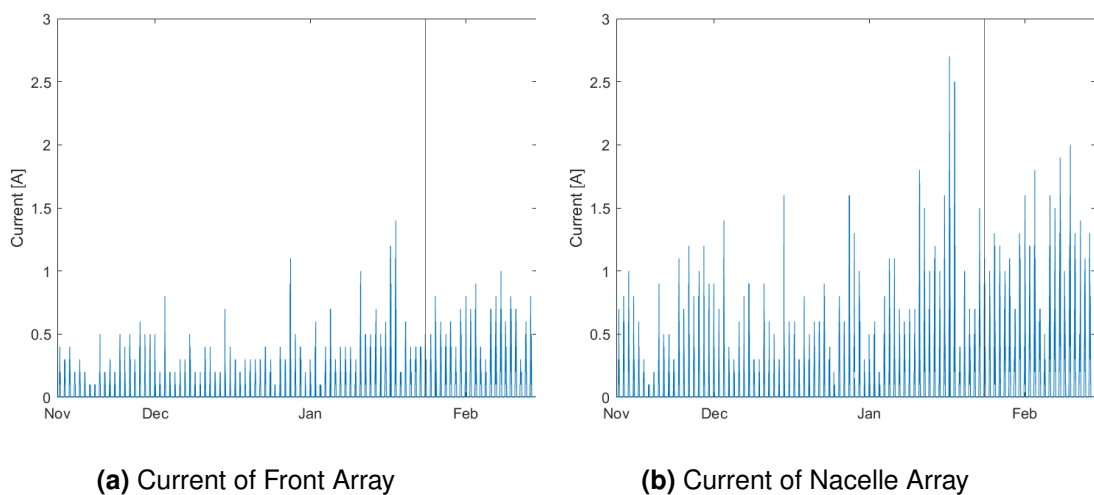 3
2.5
2
1.5
1
0.5
0
Current [A]
Nov
Dec
Jan
Feb
3
2.5
2
1.5
1
0.5
0
Current [A]
Nov
Dec
Jan
Feb
(a) Current of Front Array
(b) Current of Nacelle Array